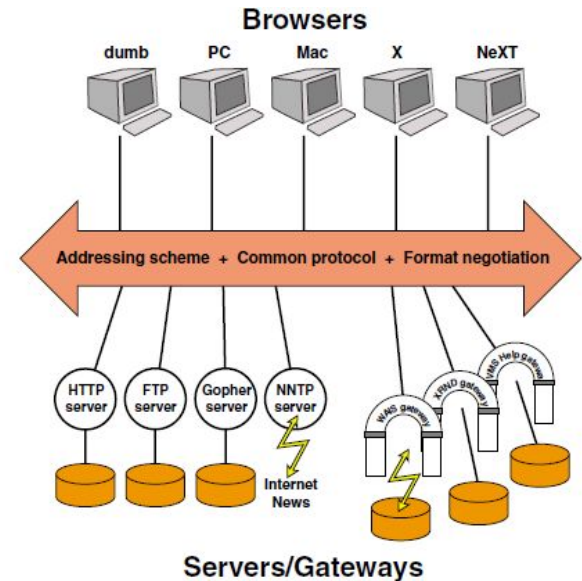 Browsers
dumb PC Mac X NeXT
Addressing scheme + Common protocol + Format negotiation
HTTP
server
FTP
server
Gopher
server
NNTP
server
Internet
News
WAIS gateway
XFIND gateway
VMS Help gateway
Servers/Gateways